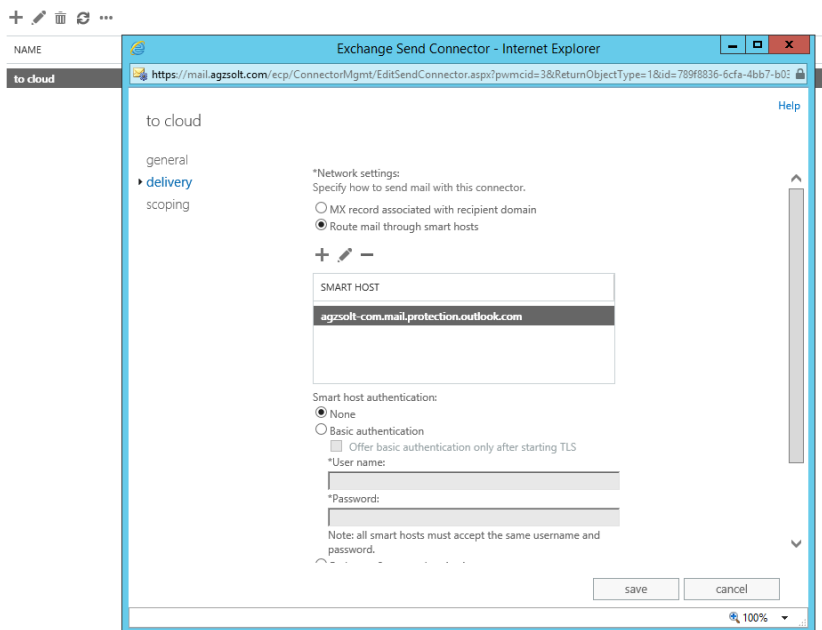 NAME
to cloud
Exchange Send Connector - Internet Explorer
https://mail.agzsolt.com/ecp/ConnectorMgmt/EditSendConnector.aspx?pwmcid=3&ReturnObjectType=1&id=789f8836-6cfa-4bb7-b03
Help
to cloud
general
delivery
scoping
*Network settings:
Specify how to send mail with this connector.
MX record associated with recipient domain
Route mail through smart hosts
SMART HOST
agzsolt-com.mail.protection.outlook.com
Smart host authentication:
None
Basic authentication
Offer basic authentication only after starting TLS
*User name:
*Password:
Note: all smart hosts must accept the same username and
password.
save
cancel
100%